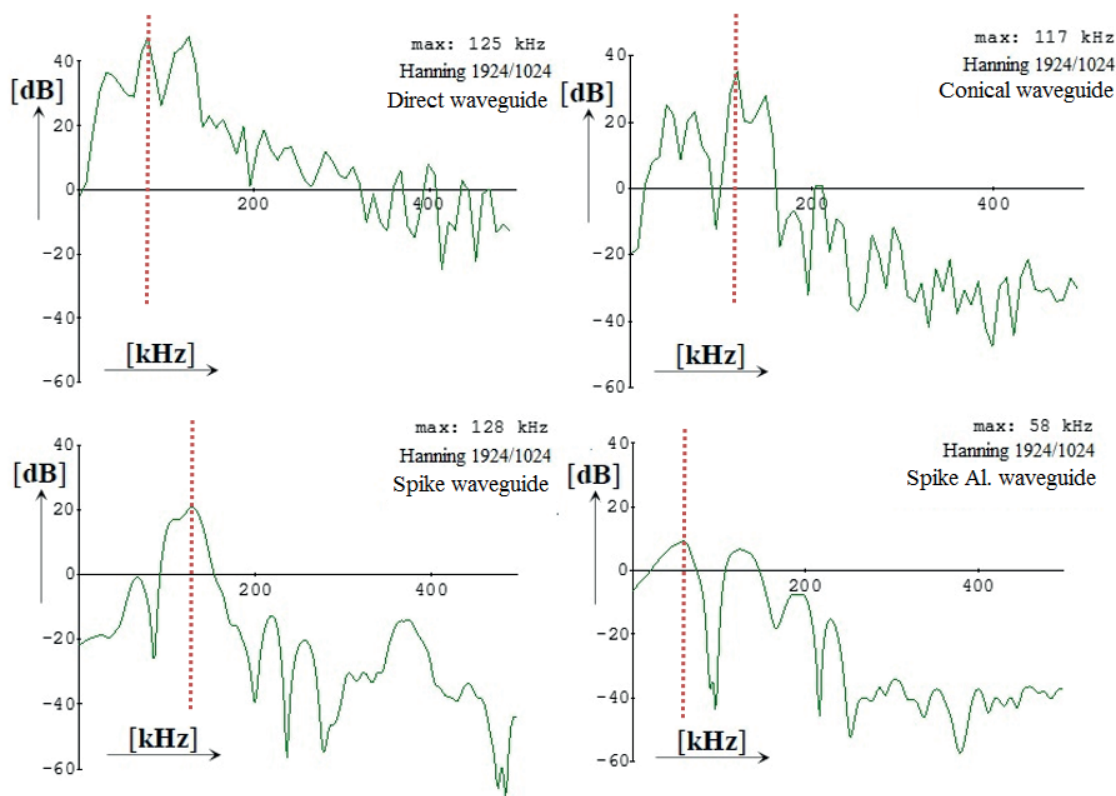 max: 125 kHz
Hanning 1924/1024
Direct waveguide
[dB]
40
20
0
-20
-40
-60
200
400
[kHz]
max: 117 kHz
Hanning 1924/1024
Conical waveguide
[dB]
40
20
0
-20
-40
-60
200
400
[kHz]
max: 128 kHz
Hanning 1924/1024
Spike waveguide
[dB]
40
20
0
-20
-40
-60
200
400
[kHz]
max: 58 kHz
Hanning 1924/1024
Spike Al. waveguide
[dB]
40
20
0
-20
-40
-60
200
400
[kHz]